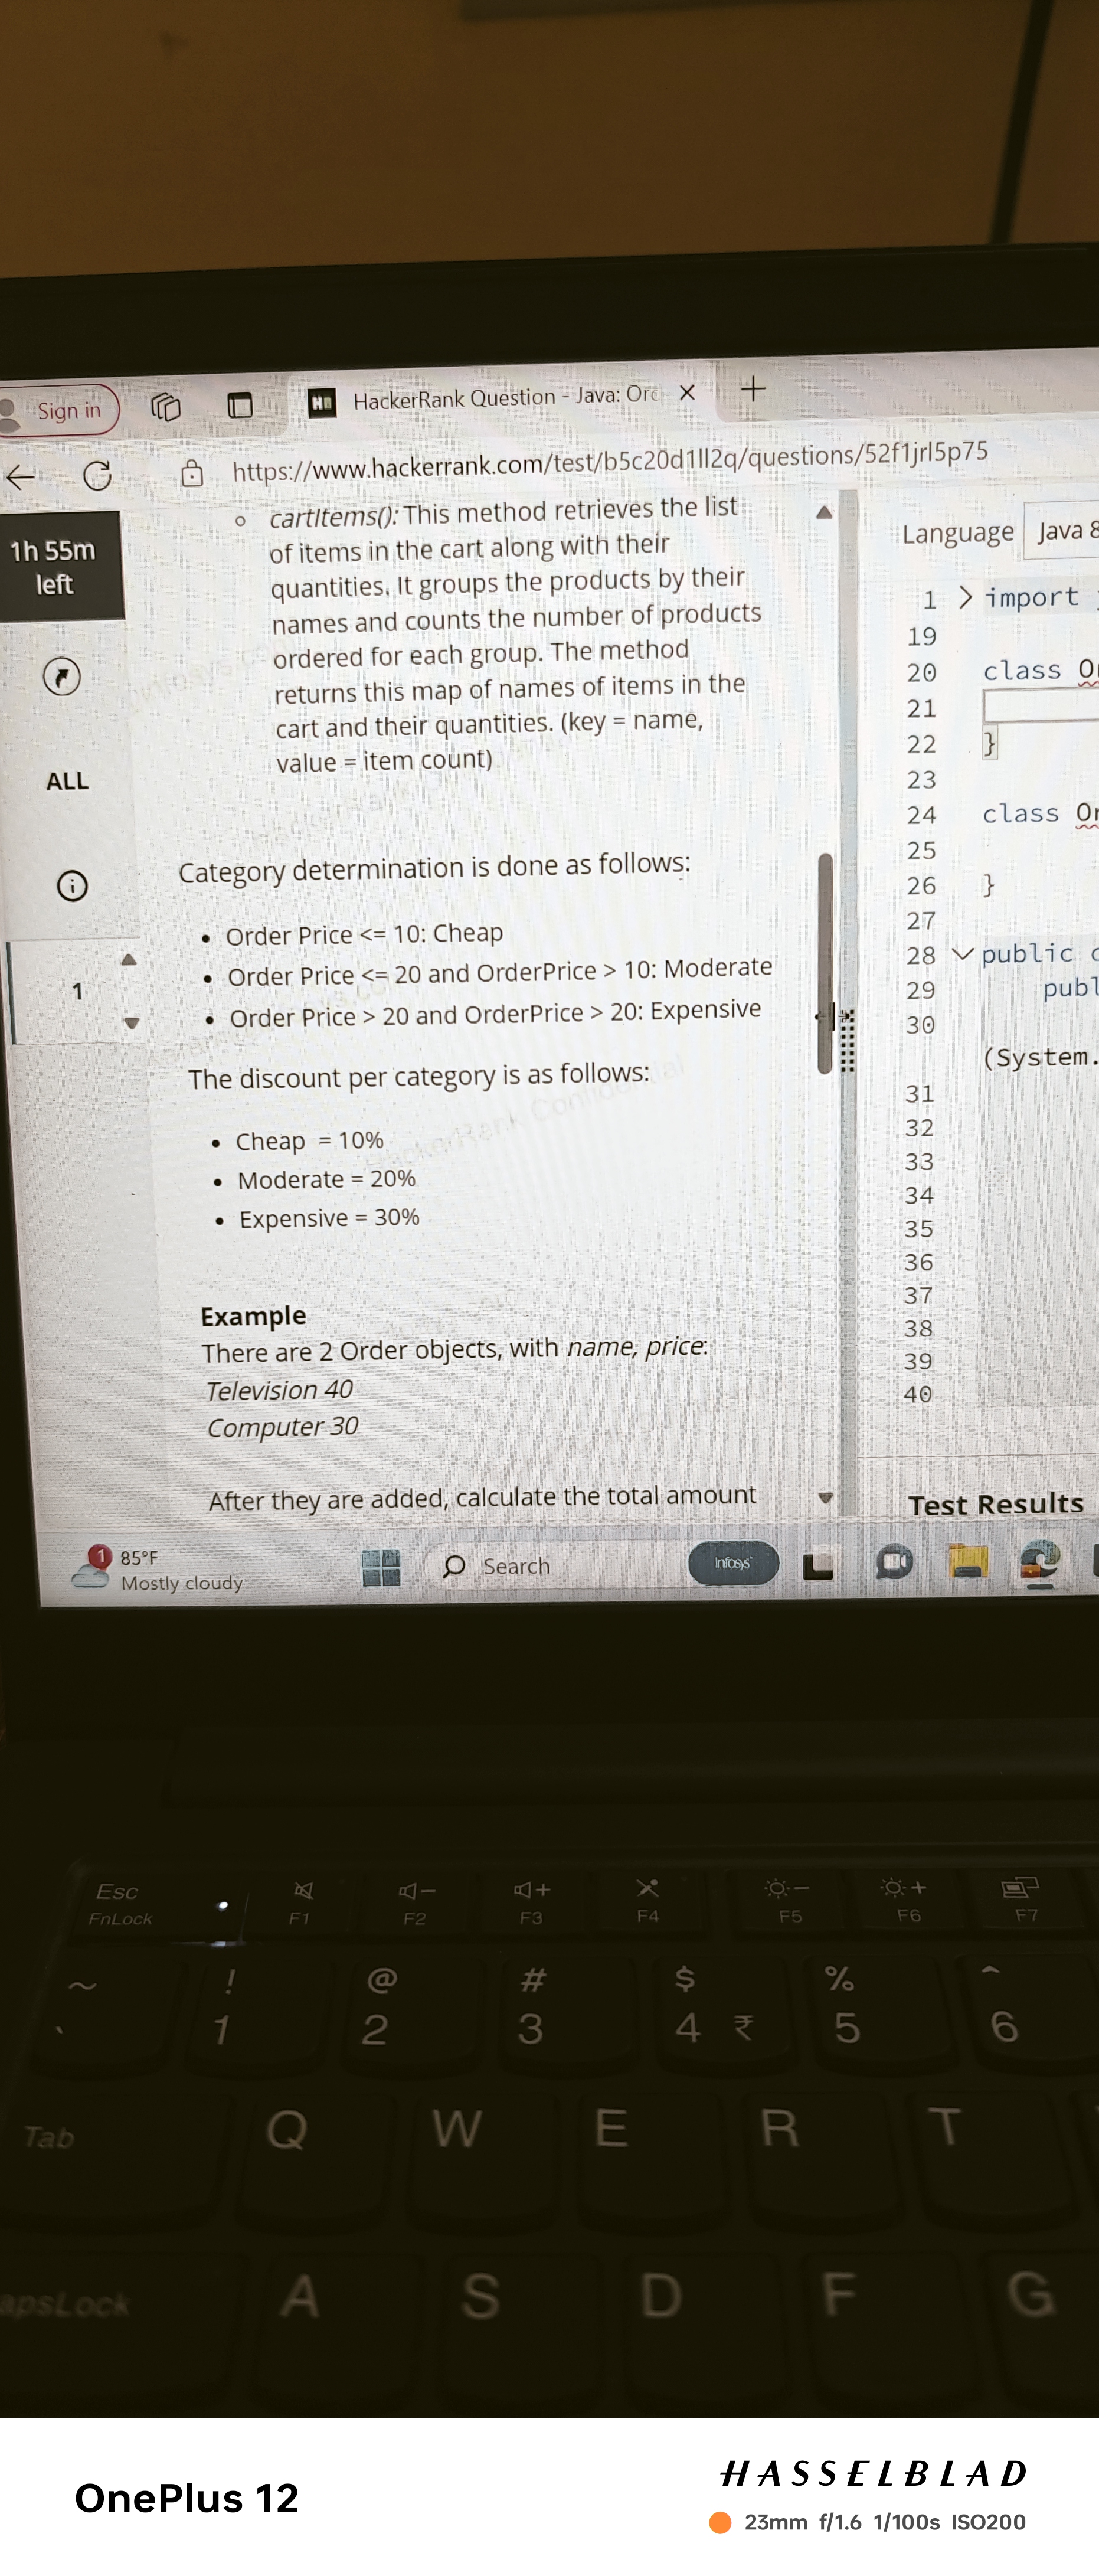 Sign in
HackerRank Question - Java: Ord
https://www.hackerrank.com/test/b5c20d1ll2q/questions/52f1jrl5p75
1h 55m
left
ALL
1
cartItems(): This method retrieves the list
of items in the cart along with their
quantities. It groups the products by their
names and counts the number of products
ordered for each group. The method
returns this map of names of items in the
cart and their quantities. (key = name,
value = item count)
Category determination is done as follows:
• Order Price <= 10: Cheap
• Order Price <= 20 and OrderPrice > 10: Moderate
• Order Price > 20 and OrderPrice > 20: Expensive
The discount per category is as follows:
• Cheap = 10%
• Moderate = 20%
• Expensive = 30%
Example
There are 2 Order objects, with name, price:
Television 40
Computer 30
After they are added, calculate the total amount
HackerRank Confidential
HackerRank Confidential
HackerRank Confidential
Language Java 8
1 import
19
20 class Or
21
22 }
23
24 class Or
25
26 }
27
28 public c
29 publ
30
(System.
31
32
33
34
35
36
37
38
39
40
Test Results
1
85°F
Mostly cloudy
Search
Infosys
Esc
FnLock
F1
F2
F3
F4
F5
F6
F7
~ ! @ # $ % ^
` 1 2 3 4 ₹ 5 6
Tab Q W E R T
apsLock A S D F G
OnePlus 12
HASSELBLAD
23mm f/1.6 1/100s ISO200